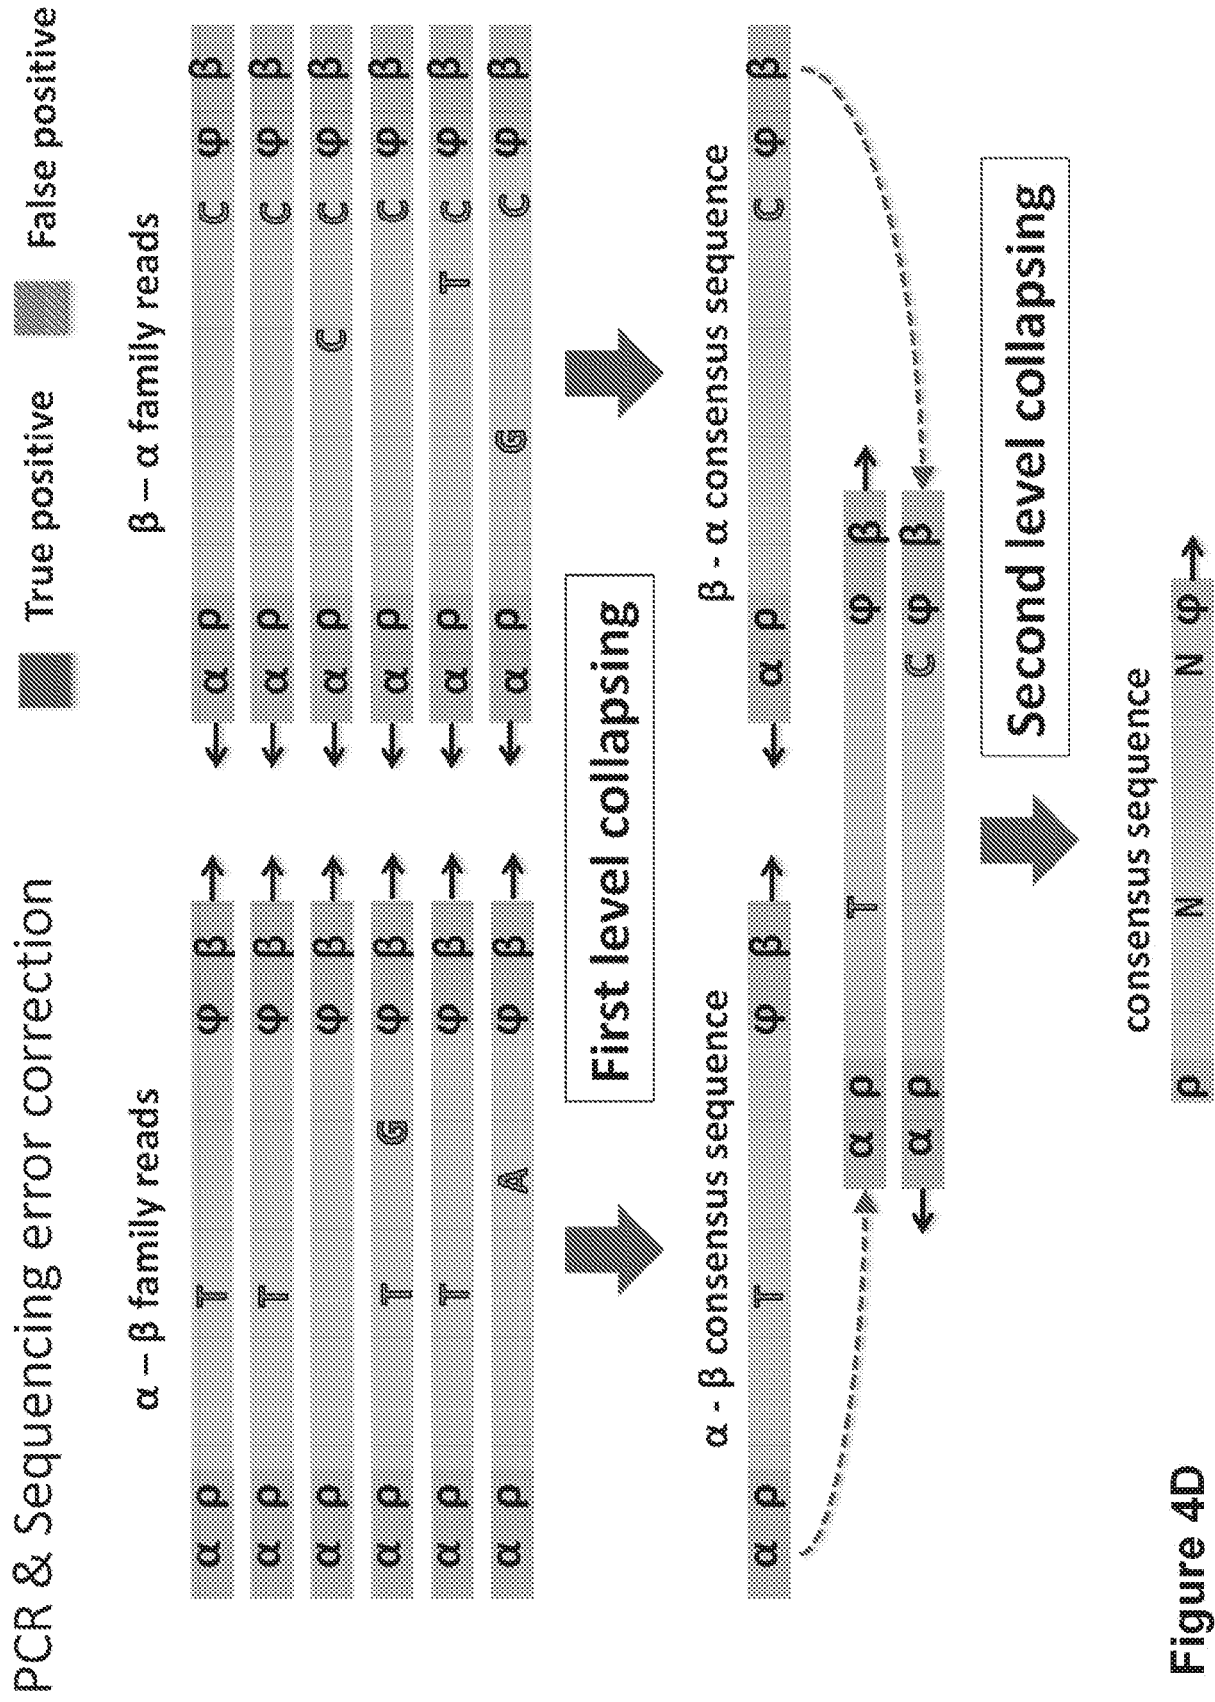 PCR & Sequencing error correction
True positive
False positive
α – β family reads
β – α family reads
α ρ T φ β
α ρ T φ β
α ρ φ β
α ρ T G φ β
α ρ T φ β
α ρ A φ β
α ρ C φ β
α ρ C φ β
α ρ C C φ β
α ρ C φ β
α ρ T C φ β
α ρ G C φ β
First level collapsing
α - β consensus sequence
β - α consensus sequence
α ρ T φ β
α ρ C φ β
α ρ T φ β
α ρ C φ β
Second level collapsing
consensus sequence
ρ N N φ
Figure 4D